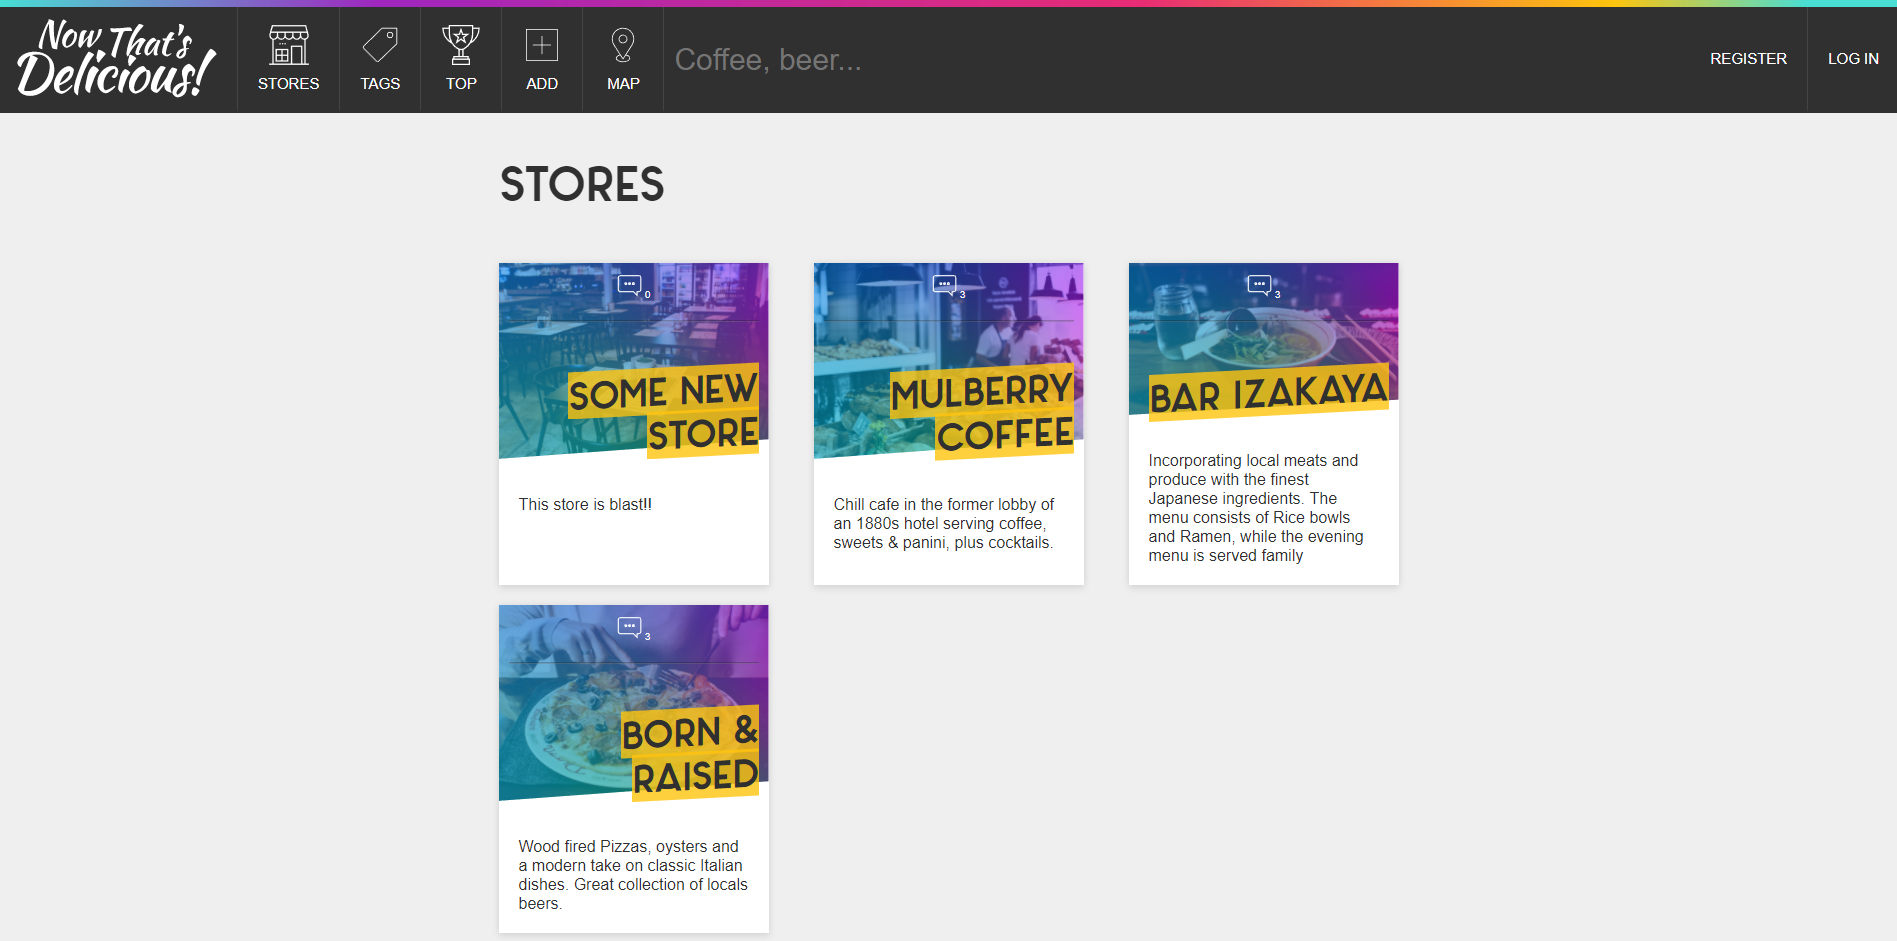 Now That's
Delicious!
STORES
TAGS
TOP
ADD
MAP
Coffee, beer...
REGISTER
LOG IN
STORES
0
SOME NEW
STORE
This store is blast!!
3
MULBERRY
COFFEE
Chill cafe in the former lobby of
an 1880s hotel serving coffee,
sweets & panini, plus cocktails.
3
BAR IZAKAYA
Incorporating local meats and
produce with the finest
Japanese ingredients. The
menu consists of Rice bowls
and Ramen, while the evening
menu is served family
3
BORN &
RAISED
Wood fired Pizzas, oysters and
a modern take on classic Italian
dishes. Great collection of locals
beers.